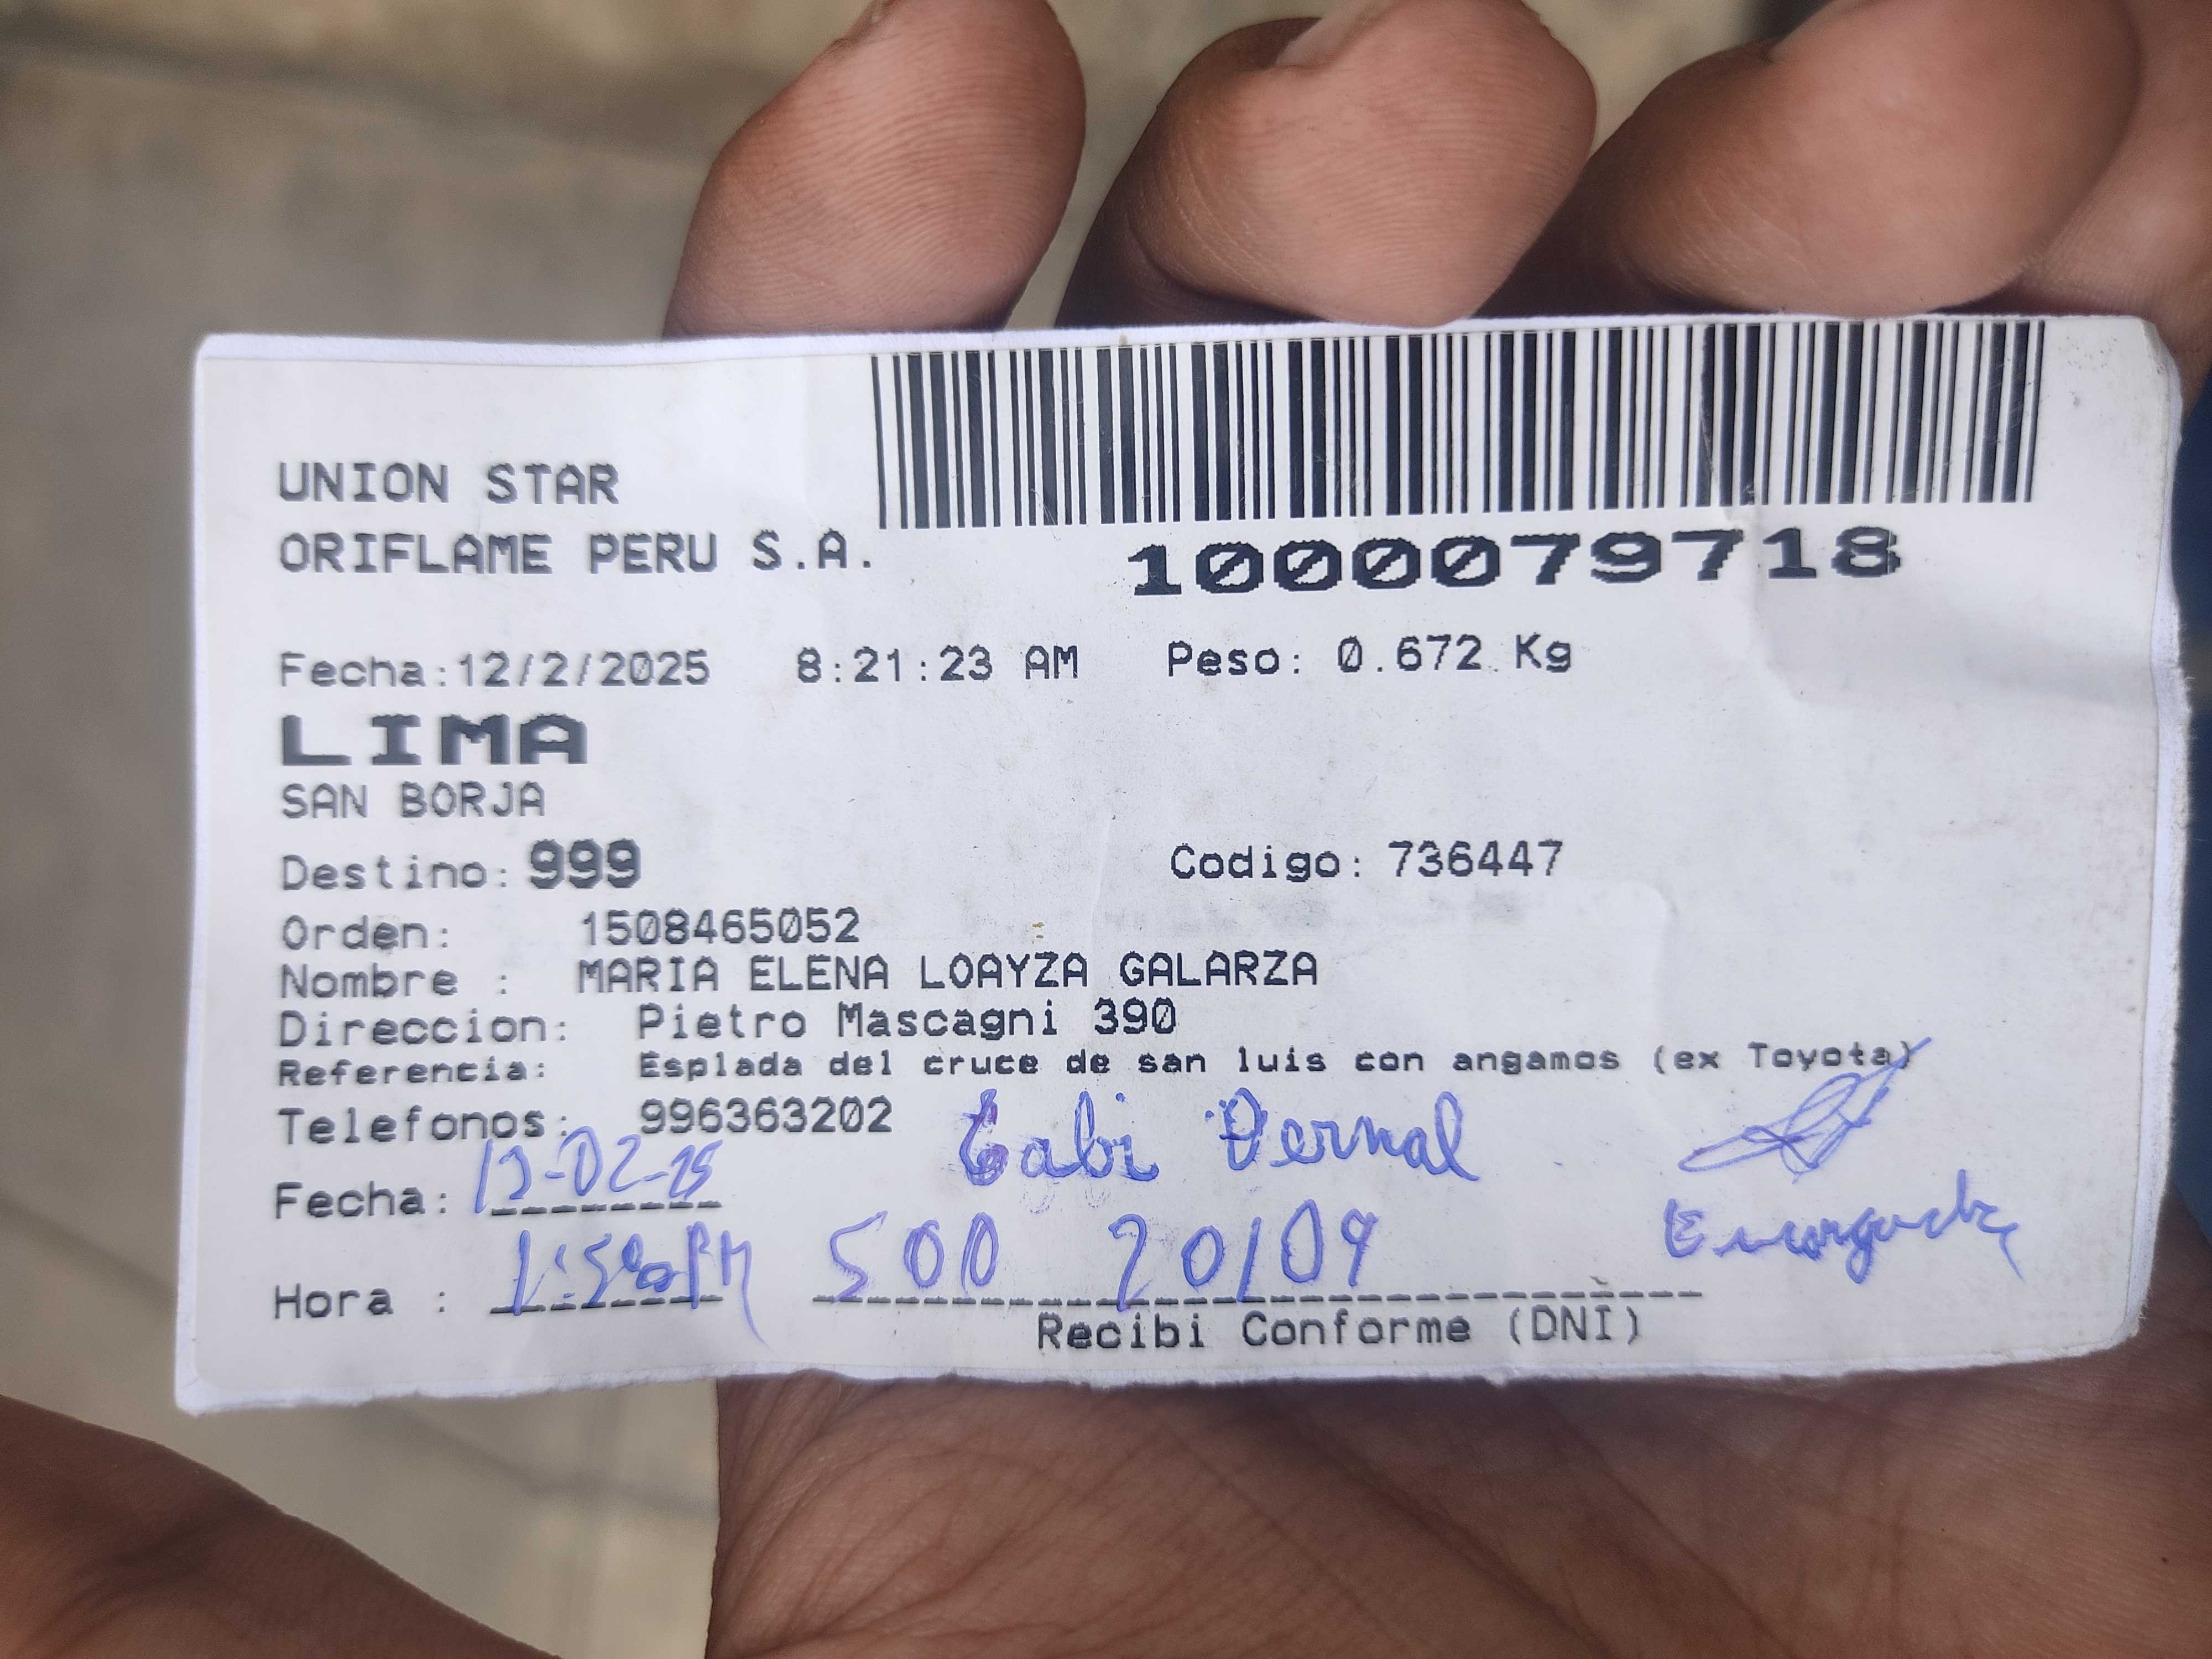 UNION STAR
ORIFLAME PERU S.A.
1000079718
Fecha:12/2/2025 8:21:23 AM Peso: 0.672 Kg
LIMA
SAN BORJA
Destino: 999 Codigo: 736447
Orden: 1508465052
Nombre : MARIA ELENA LOAYZA GALARZA
Direccion: Pietro Mascagni 390
Referencia: Esplada del cruce de san luis con angamos (ex Toyota)
Telefonos: 996363202 Gabi Vernal
Fecha: 13-02-25
Hora : 500 20109
Recibi Conforme (DNI)